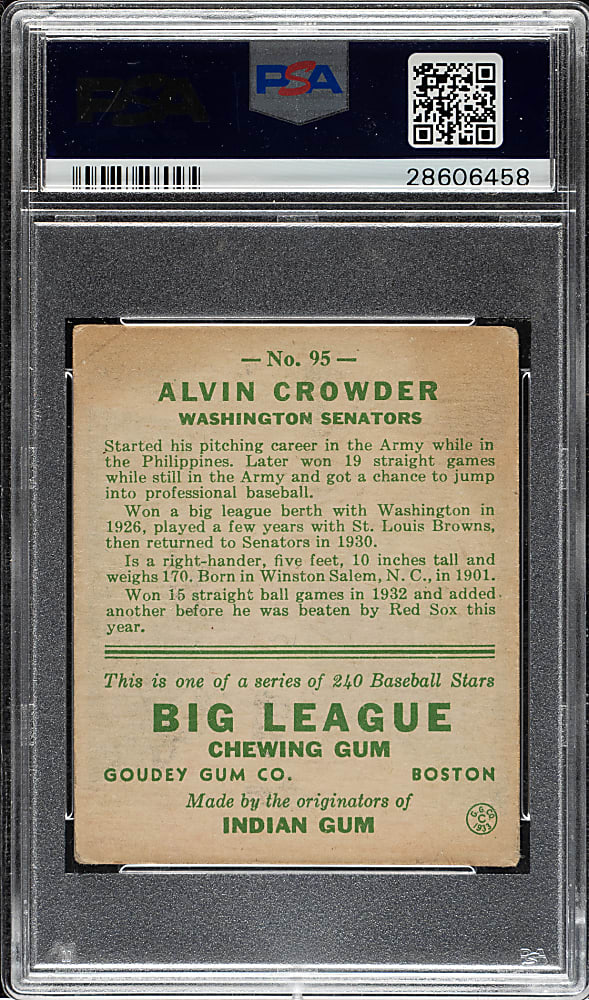 PSA
PSA
28606458
— No. 95 —
ALVIN CROWDER
WASHINGTON SENATORS
Started his pitching career in the Army while in
the Philippines. Later won 19 straight games
while still in the Army and got a chance to jump
into professional baseball.
Won a big league berth with Washington in
1926, played a few years with St. Louis Browns,
then returned to Senators in 1930.
Is a right-hander, five feet, 10 inches tall and
weighs 170. Born in Winston Salem, N. C., in 1901.
Won 15 straight ball games in 1932 and added
another before he was beaten by Red Sox this
year.
This is one of a series of 240 Baseball Stars
BIG LEAGUE
CHEWING GUM
GOUDEY GUM CO. BOSTON
Made by the originators of
INDIAN GUM
G. G. CO.
C
1933
PSA